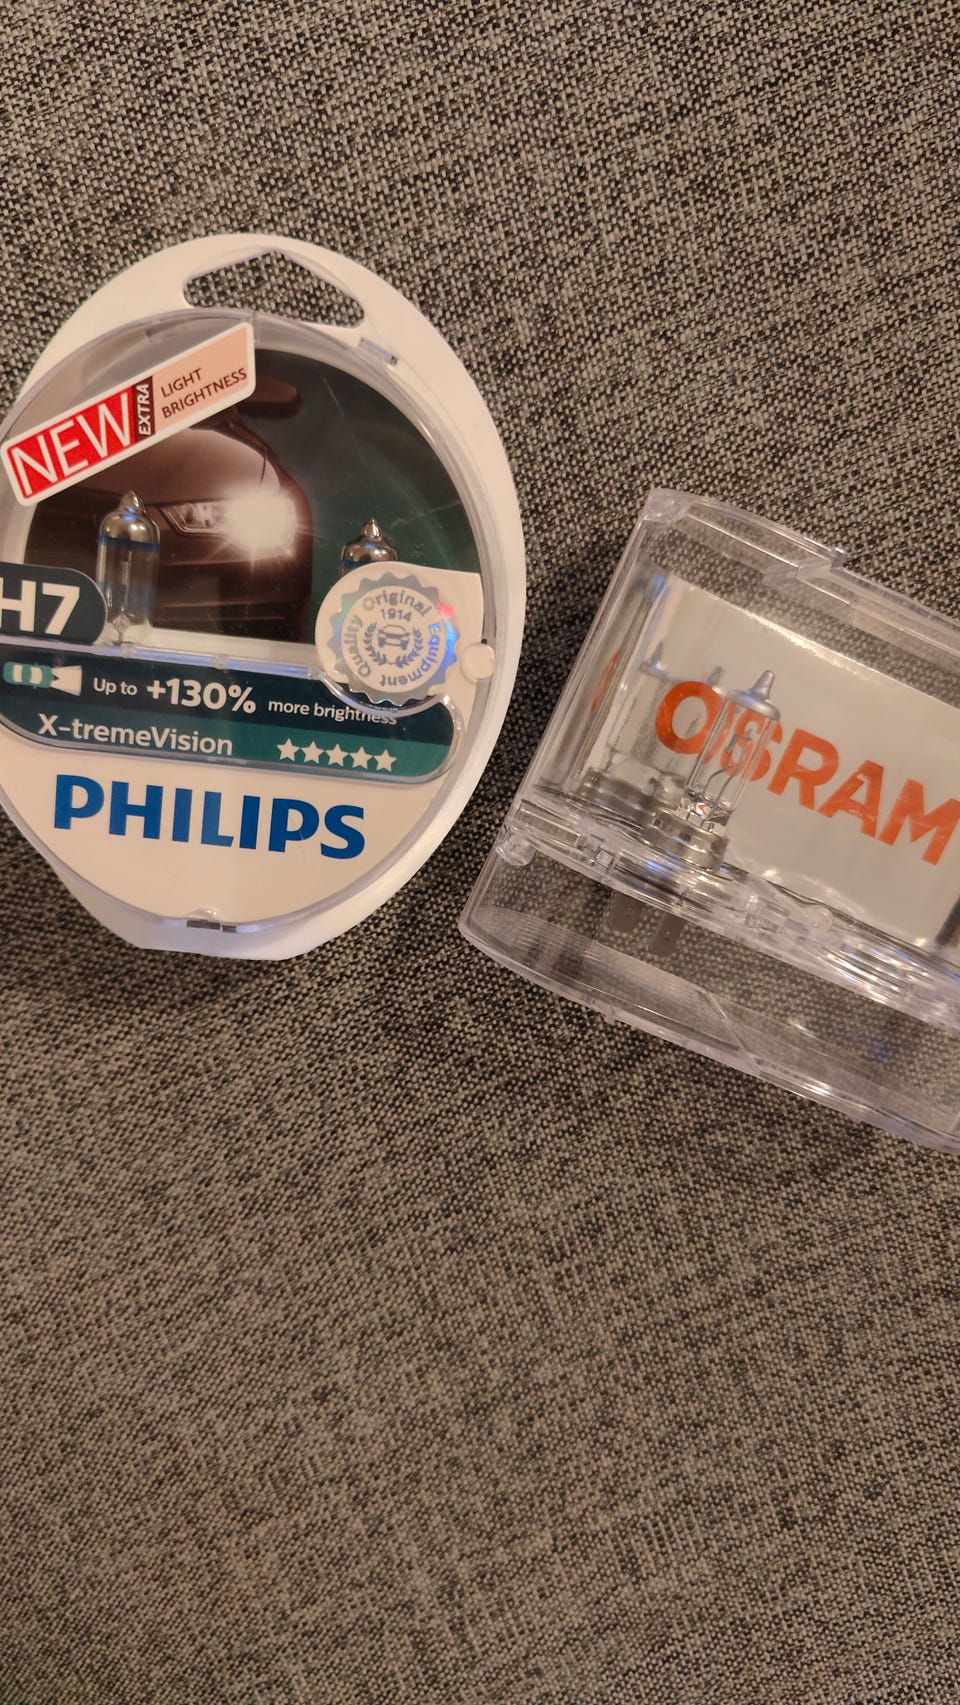 NEW EXTRA LIGHT
BRIGHTNESS
H7
Original
1914
Quality
Equipment
Up to +130% more brightness
X-tremeVision
PHILIPS
OSRAM